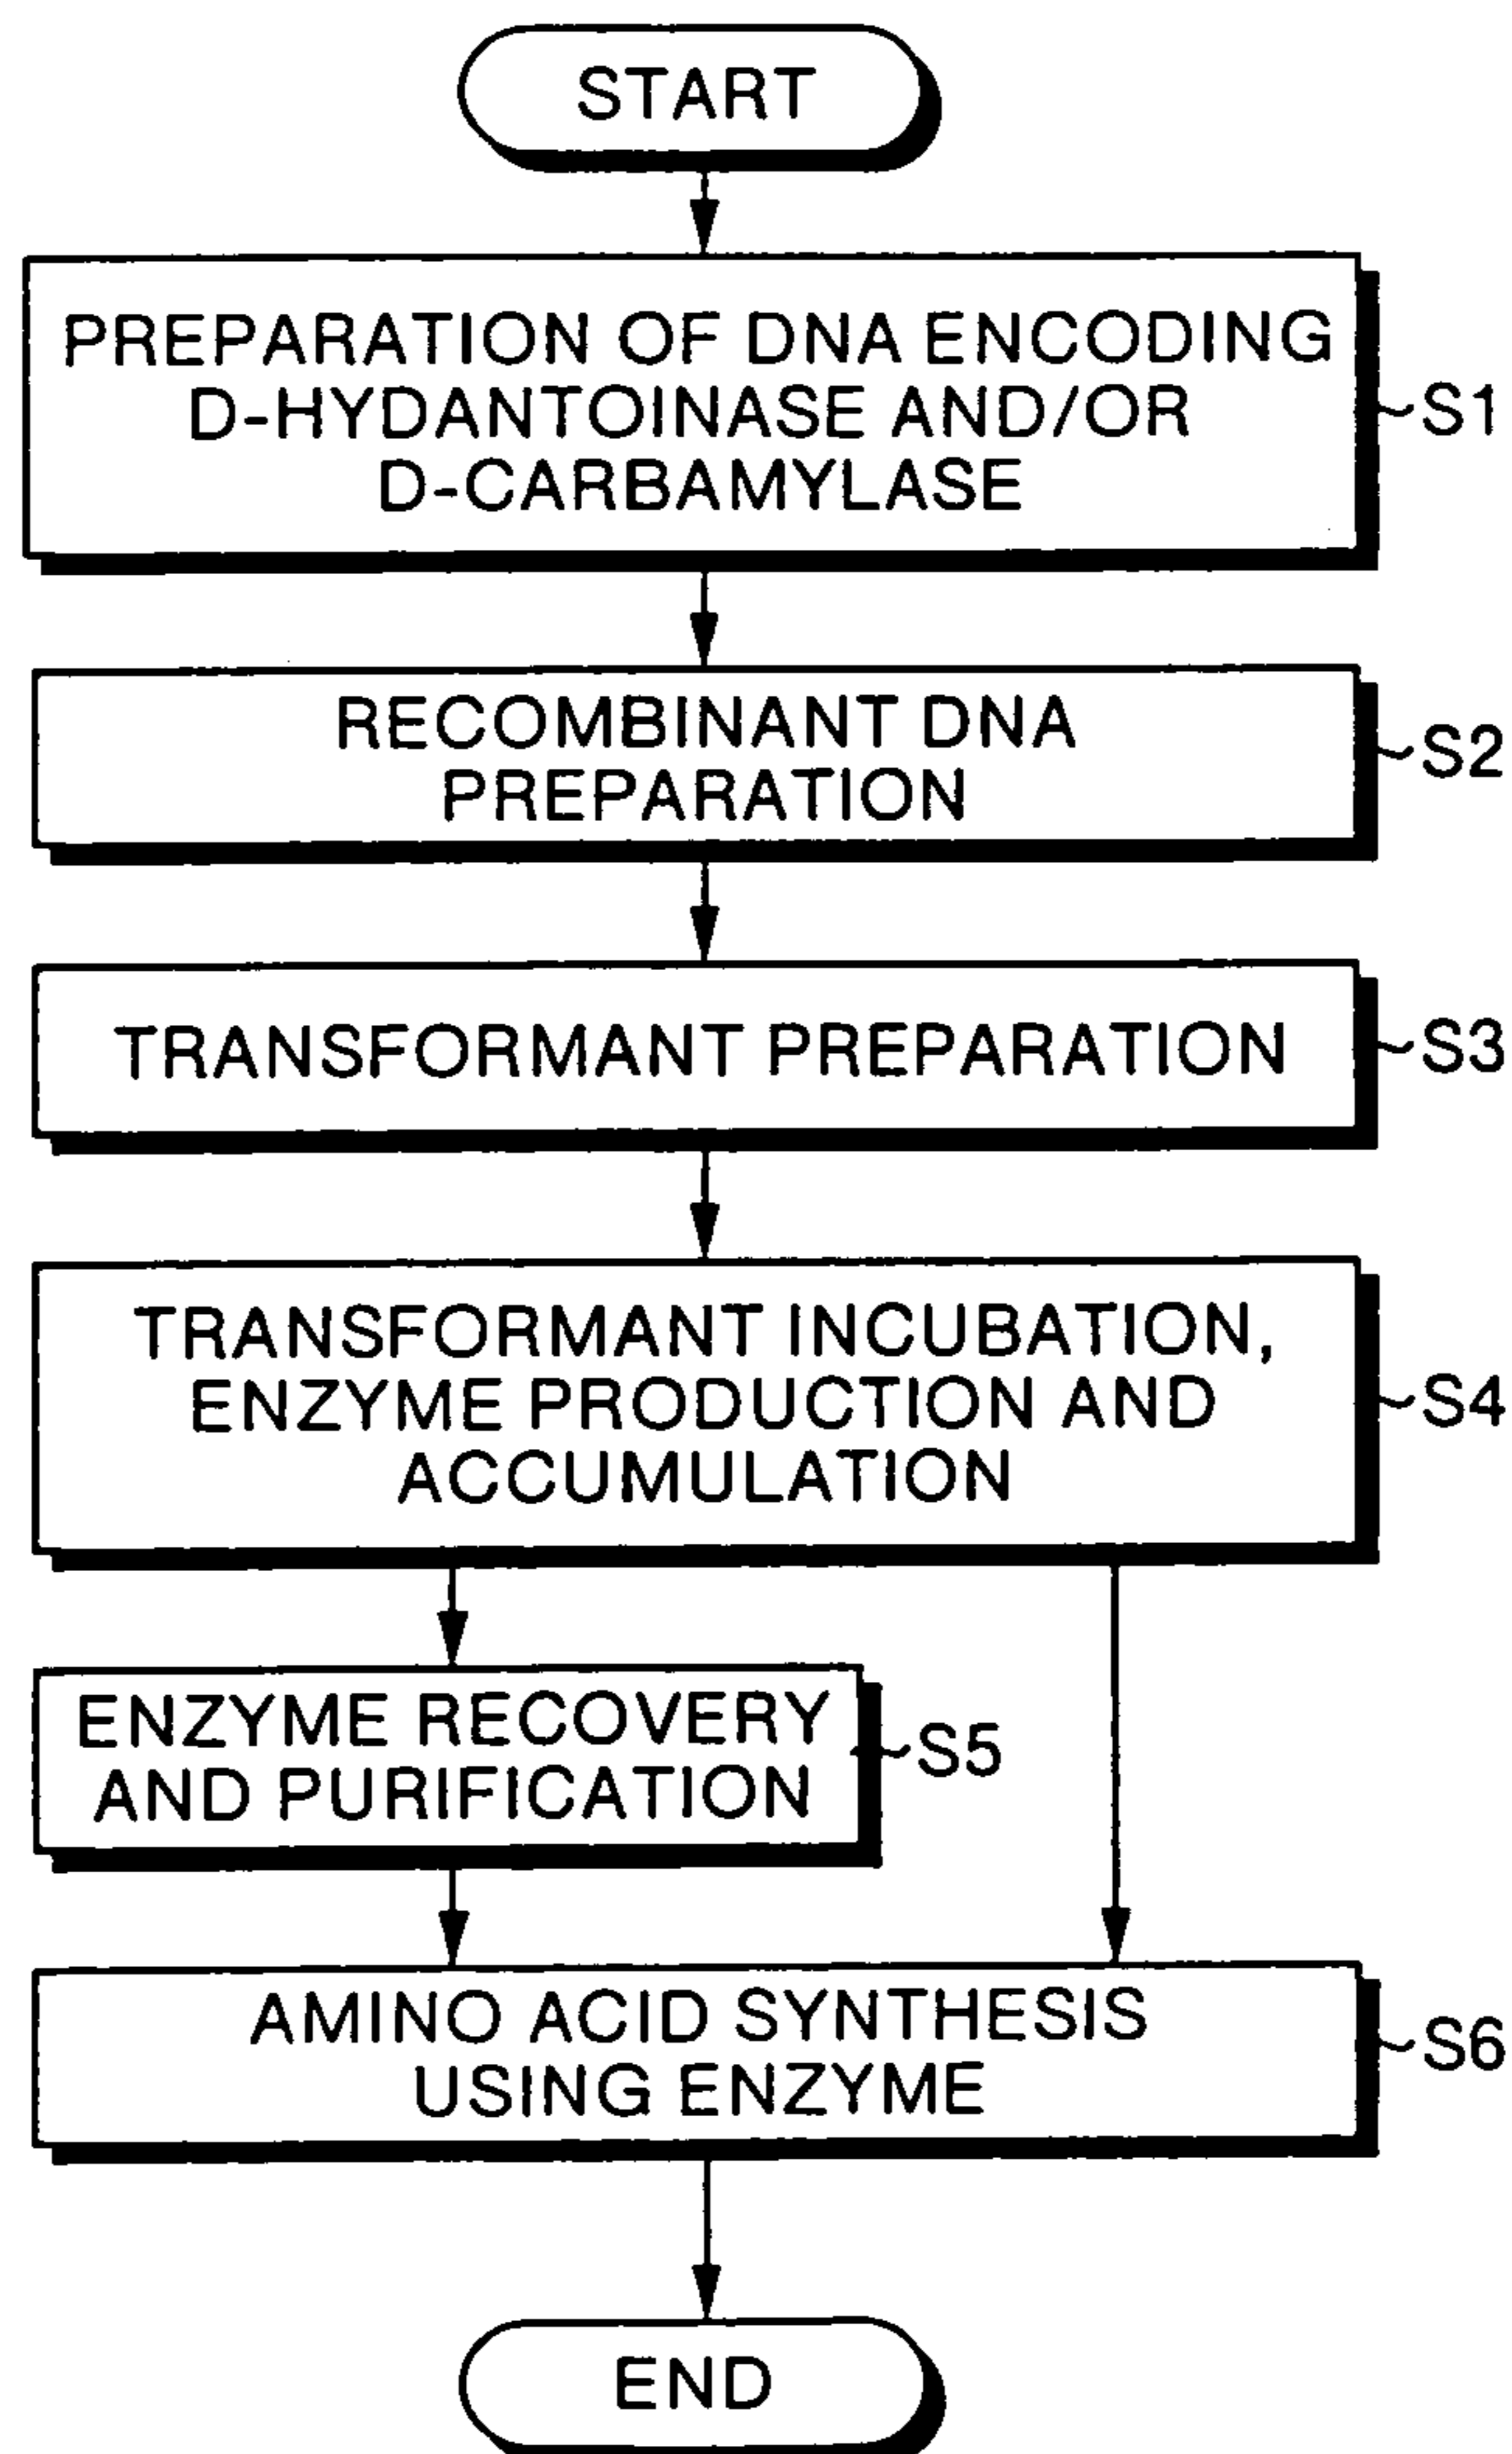 START
PREPARATION OF DNA ENCODING
D-HYDANTOINASE AND/OR
D-CARBAMYLASE
S1
RECOMBINANT DNA
PREPARATION
S2
TRANSFORMANT PREPARATION
S3
TRANSFORMANT INCUBATION,
ENZYME PRODUCTION AND
ACCUMULATION
S4
ENZYME RECOVERY
AND PURIFICATION
S5
AMINO ACID SYNTHESIS
USING ENZYME
S6
END